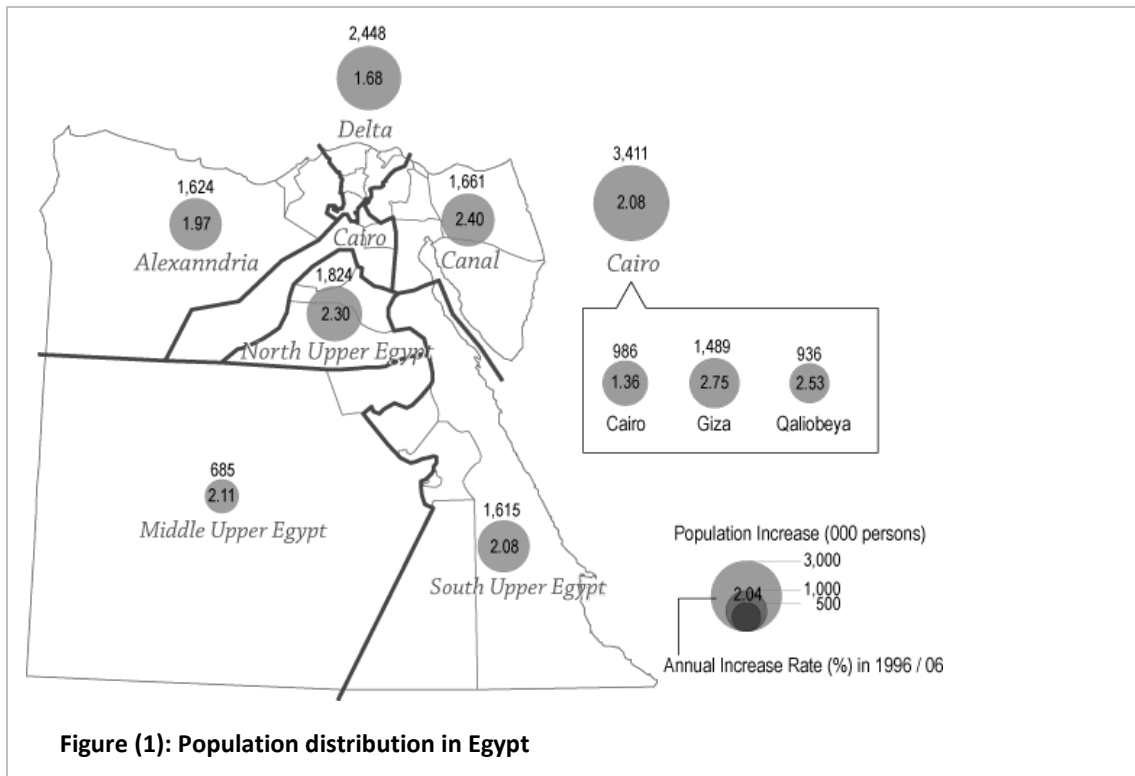 2,448
1.68
Delta
1,624
1.97
Alexanndria
Cairo
1,661
2.40
Canal
3,411
2.08
Cairo
1,824
2.30
North Upper Egypt
986
1.36
Cairo
1,489
2.75
Giza
936
2.53
Qaliobeya
685
2.11
Middle Upper Egypt
1,615
2.08
South Upper Egypt
Population Increase (000 persons)
3,000
1,000
500
2.04
Annual Increase Rate (%) in 1996 / 06
Figure (1): Population distribution in Egypt